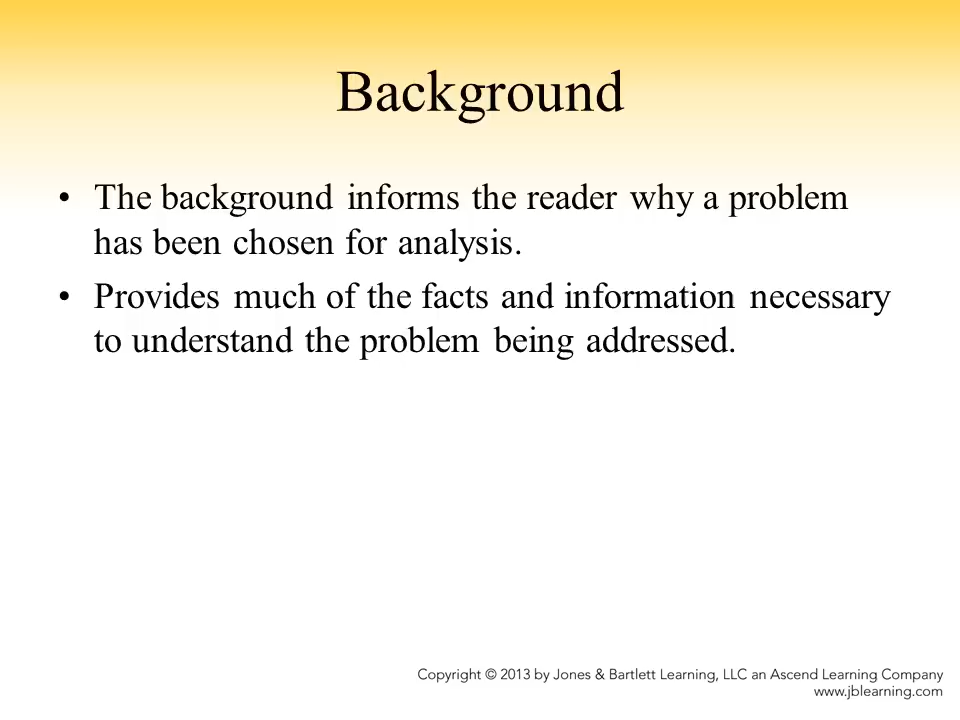 Background
• The background informs the reader why a problem
has been chosen for analysis.
• Provides much of the facts and information necessary
to understand the problem being addressed.
Copyright © 2013 by Jones & Bartlett Learning, LLC an Ascend Learning Company
www.jblearning.com